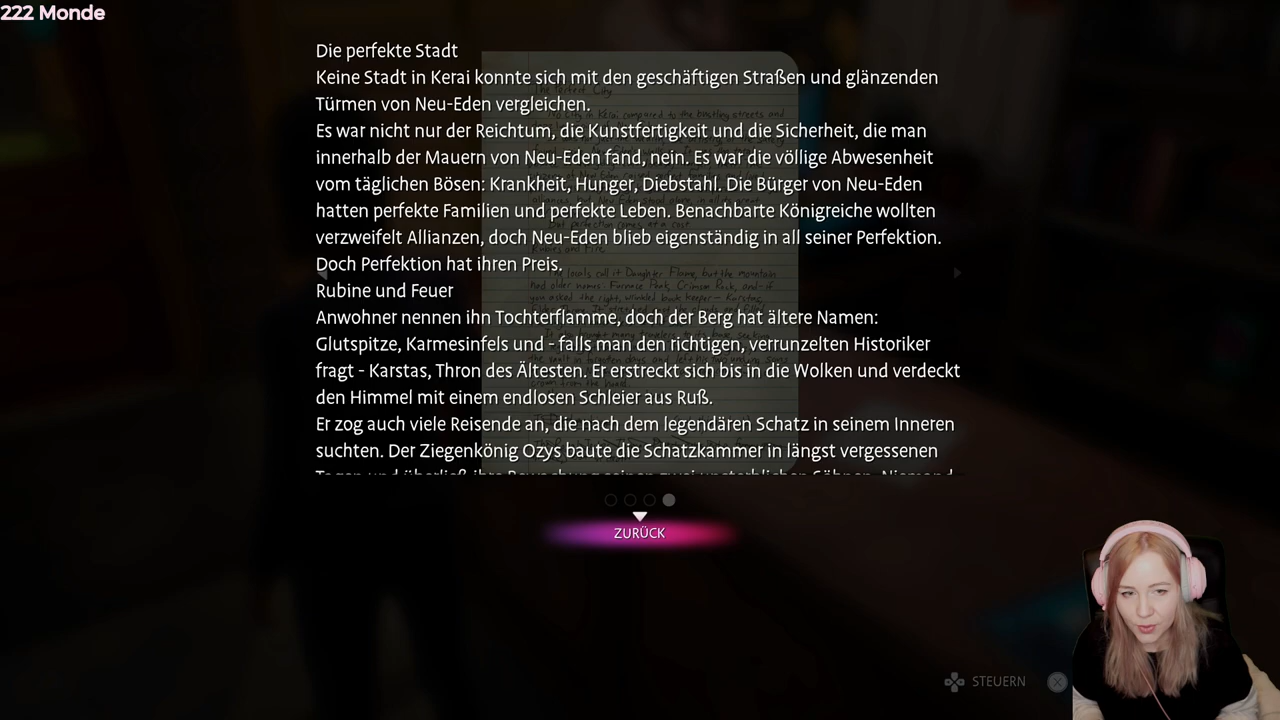 222 Monde
Die perfekte Stadt
Keine Stadt in Kerai konnte sich mit den geschäftigen Straßen und glänzenden
Türmen von Neu-Eden vergleichen.
Es war nicht nur der Reichtum, die Kunstfertigkeit und die Sicherheit, die man
innerhalb der Mauern von Neu-Eden fand, nein. Es war die völlige Abwesenheit
vom täglichen Bösen: Krankheit, Hunger, Diebstahl. Die Bürger von Neu-Eden
hatten perfekte Familien und perfekte Leben. Benachbarte Königreiche wollten
verzweifelt Allianzen, doch Neu-Eden blieb eigenständig in all seiner Perfektion.
Doch Perfektion hat ihren Preis.
Rubine und Feuer
Anwohner nennen ihn Tochterflamme, doch der Berg hat ältere Namen:
Glutspitze, Karmesinfels und - falls man den richtigen, verrunzelten Historiker
fragt - Karstas, Thron des Ältesten. Er erstreckt sich bis in die Wolken und verdeckt
den Himmel mit einem endlosen Schleier aus Ruß.
Er zog auch viele Reisende an, die nach dem legendären Schatz in seinem Inneren
suchten. Der Ziegenkönig Ozys baute die Schatzkammer in längst vergessenen
ZURÜCK
STEUERN